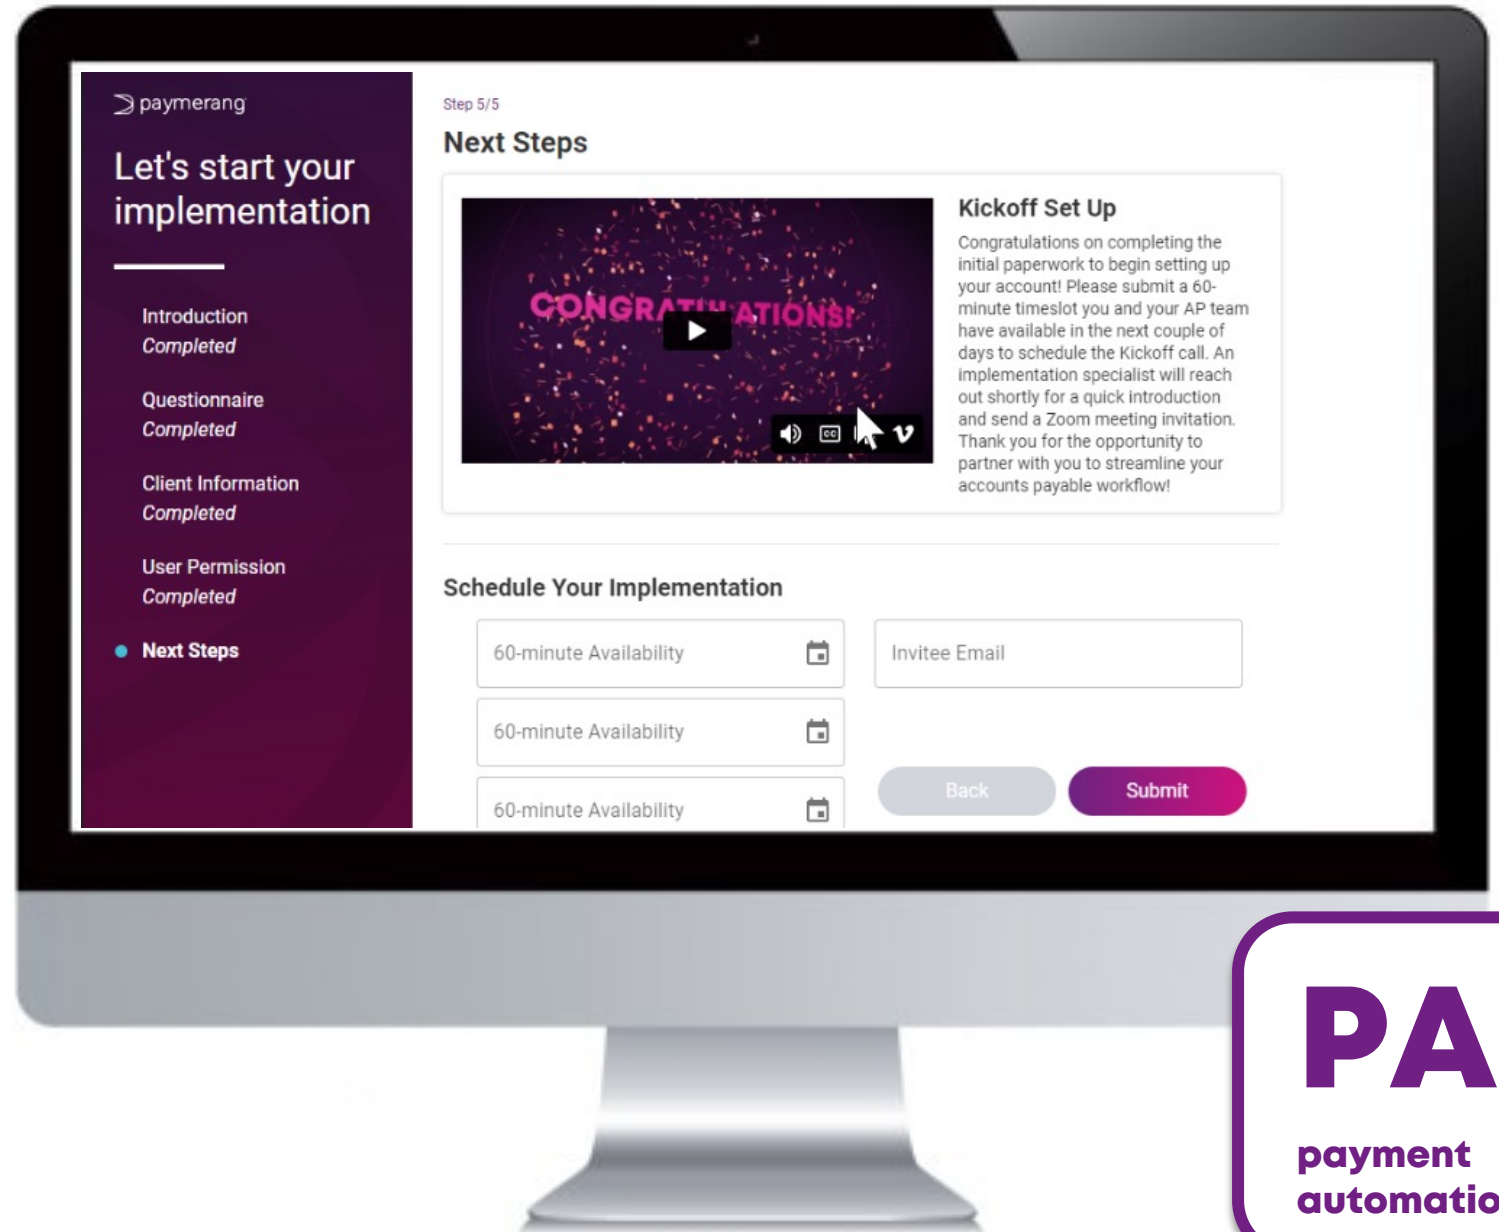 paymerang
Let's start your
implementation
Introduction
Completed
Questionnaire
Completed
Client Information
Completed
User Permission
Completed
Next Steps
Step 5/5
Next Steps
CC
Kickoff Set Up
Congratulations on completing the
initial paperwork to begin setting up
your account! Please submit a 60-
minute timeslot you and your AP team
have available in the next couple of
days to schedule the Kickoff call. An
implementation specialist will reach
out shortly for a quick introduction
and send a Zoom meeting invitation.
Thank you for the opportunity to
partner with you to streamline your
accounts payable workflow!
Schedule Your Implementation
60-minute Availability
Invitee Email
60-minute Availability
60-minute Availability
Back
Submit
PA
payment